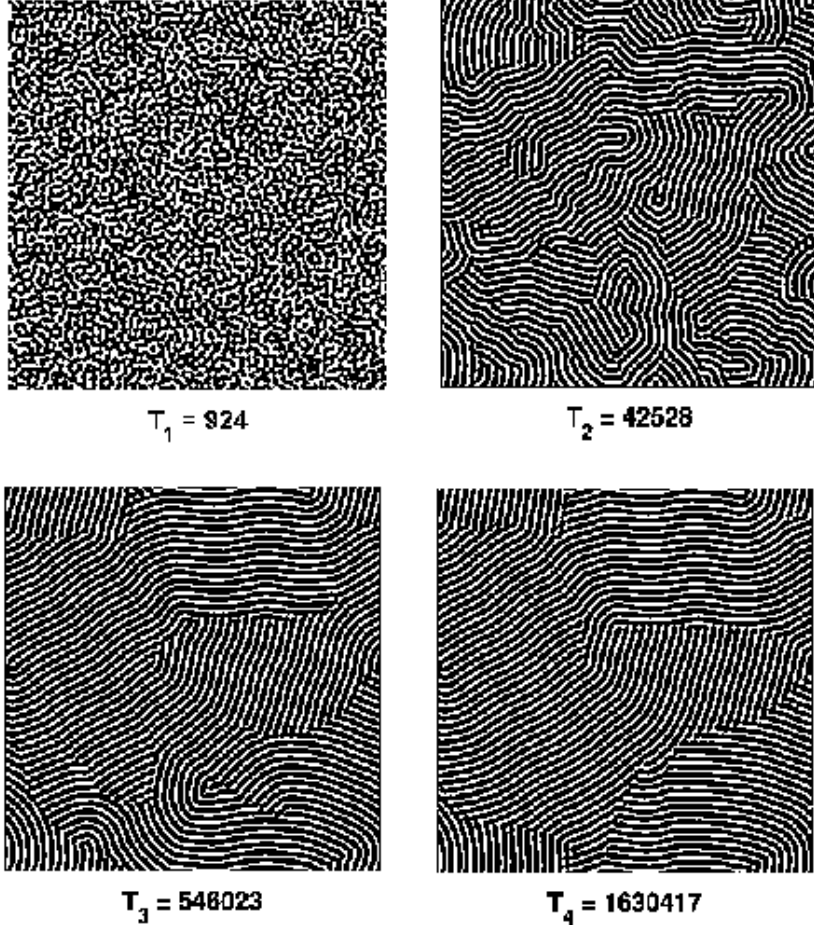 T₁ = 924
T₂ = 42528
T₃ = 546023
T₄ = 1630417